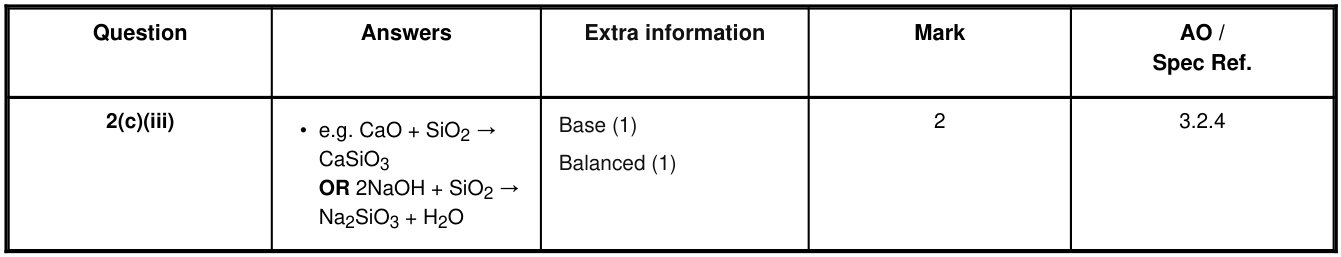 Question Answers Extra information Mark AO /
Spec Ref.
2(c)(iii) • e.g. CaO + SiO₂ → Base (1) 2 3.2.4
CaSiO₃ Balanced (1)
OR 2NaOH + SiO₂ →
Na₂SiO₃ + H₂O